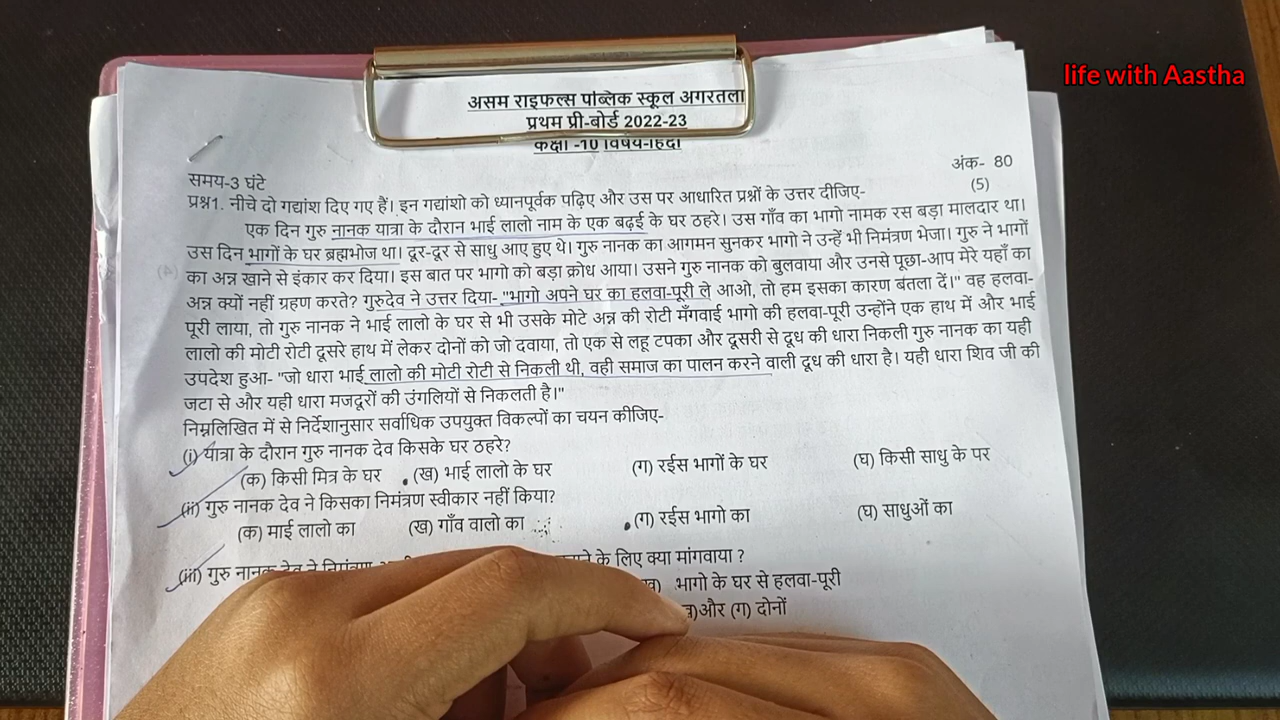 life with Aastha
असम राइफल्स पब्लिक स्कूल अगरतला
प्रथम प्री-बोर्ड 2022-23
कक्षा -10 विषय-हिंदी
समय-3 घंटे
अंक- 80
प्रश्न1. नीचे दो गद्यांश दिए गए हैं। इन गद्यांशो को ध्यानपूर्वक पढ़िए और उस पर आधारित प्रश्नों के उत्तर दीजिए-
(5)
एक दिन गुरु नानक यात्रा के दौरान भाई लालो नाम के एक बढ़ई के घर ठहरे। उस गाँव का भागो नामक रस बड़ा मालदार था।
उस दिन भागों के घर ब्रह्मभोज था। दूर-दूर से साधु आए हुए थे। गुरु नानक का आगमन सुनकर भागो ने उन्हें भी निमंत्रण भेजा। गुरु ने भागों
का अन्न खाने से इंकार कर दिया। इस बात पर भागो को बड़ा क्रोध आया। उसने गुरु नानक को बुलवाया और उनसे पूछा-आप मेरे यहाँ का
अन्न क्यों नहीं ग्रहण करते? गुरुदेव ने उत्तर दिया- "भागो अपने घर का हलवा-पूरी ले आओ, तो हम इसका कारण बतला दें।" वह हलवा-
पूरी लाया, तो गुरु नानक ने भाई लालो के घर से भी उसके मोटे अन्न की रोटी मँगवाई भागो की हलवा-पूरी उन्होंने एक हाथ में और भाई
लालो की मोटी रोटी दूसरे हाथ में लेकर दोनों को जो दवाया, तो एक से लहू टपका और दूसरी से दूध की धारा निकली गुरु नानक का यही
उपदेश हुआ- "जो धारा भाई लालो की मोटी रोटी से निकली थी, वही समाज का पालन करने वाली दूध की धारा है। यही धारा शिव जी की
जटा से और यही धारा मजदूरों की उंगलियों से निकलती है।"
निम्नलिखित में से निर्देशानुसार सर्वाधिक उपयुक्त विकल्पों का चयन कीजिए-
(i) यात्रा के दौरान गुरु नानक देव किसके घर ठहरे?
(क) किसी मित्र के घर (ख) भाई लालो के घर (ग) रईस भागों के घर (घ) किसी साधु के पर
(ii) गुरु नानक देव ने किसका निमंत्रण स्वीकार नहीं किया?
(क) माई लालो का (ख) गाँव वालो का (ग) रईस भागो का (घ) साधुओं का
(iii) गुरु नानक देव ने के लिए क्या मांगवाया ?
भागो के घर से हलवा-पूरी
और (ग) दोनों